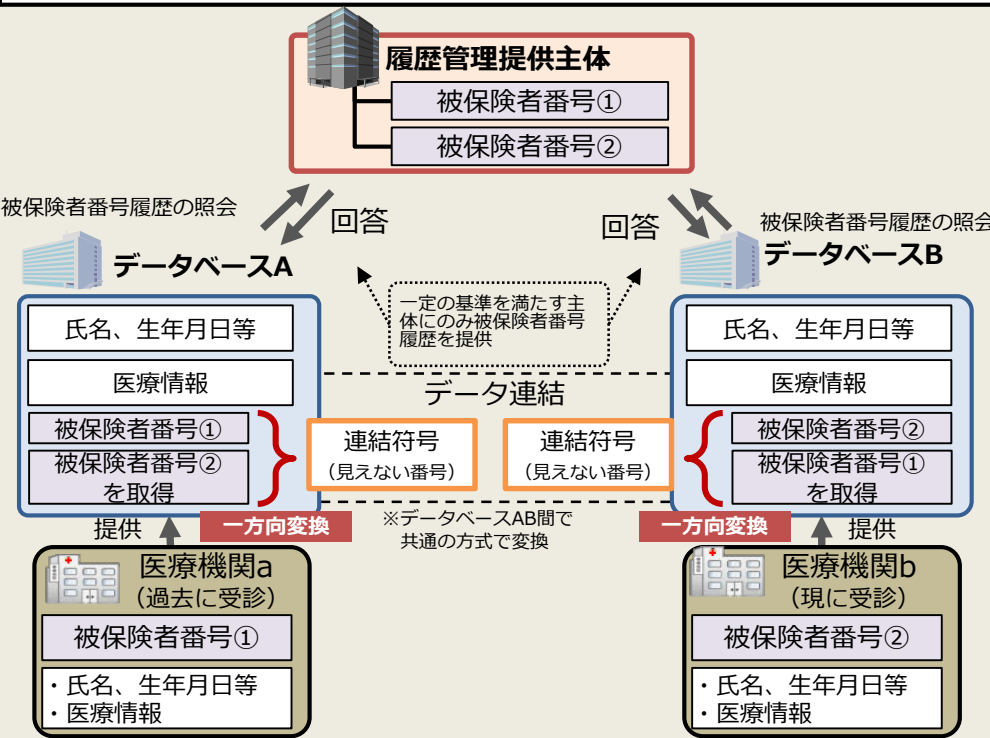 履歴管理提供主体
被保険者番号①
被保険者番号②
被保険者番号履歴の照会
回答
回答
被保険者番号履歴の照会
データベースA
データベースB
一定の基準を満たす主
体にのみ被保険者番号
履歴を提供
氏名、生年月日等
医療情報
被保険者番号①
被保険者番号②
を取得
データ連結
連結符号
(見えない番号)
連結符号
(見えない番号)
氏名、生年月日等
医療情報
被保険者番号②
被保険者番号①
を取得
提供
一方向変換
※データベースAB間で
共通の方式で変換
一方向変換
提供
医療機関a
(過去に受診)
被保険者番号①
・氏名、生年月日等
・医療情報
医療機関b
(現に受診)
被保険者番号②
・氏名、生年月日等
・医療情報